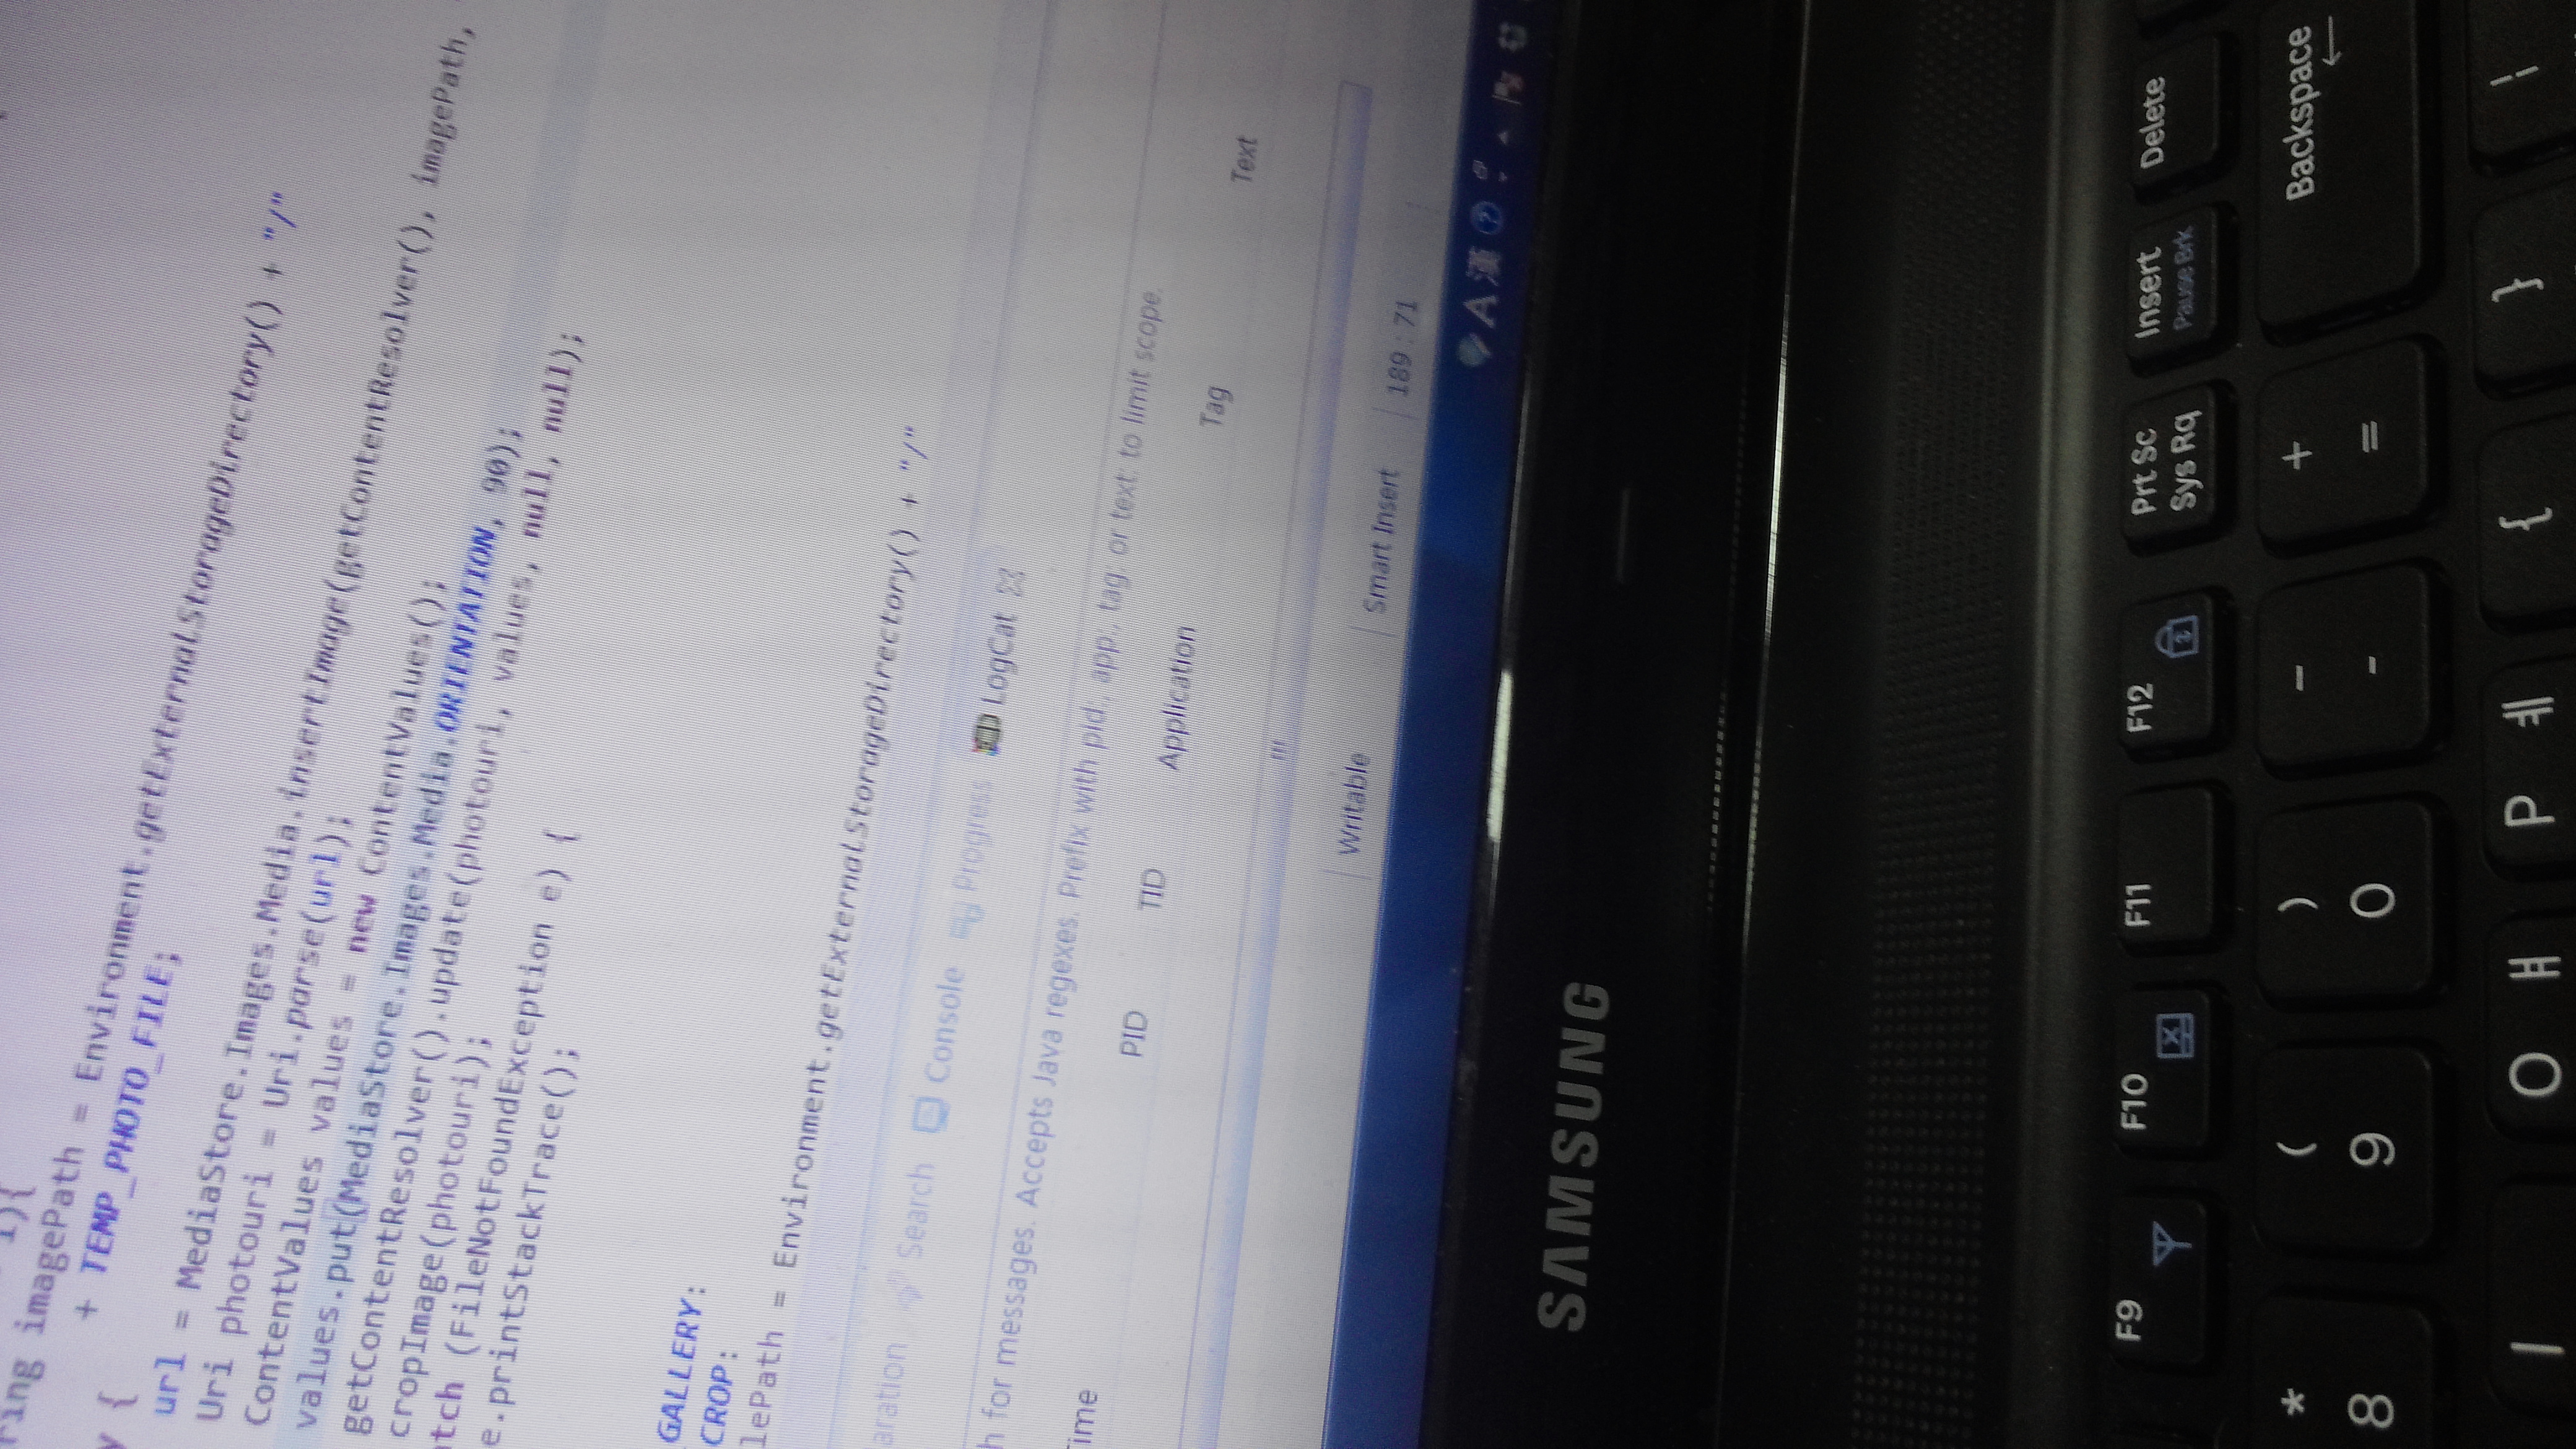 1){
ring imagePath = Environment.getExternalStorageDirectory() + "/"
+ TEMP_PHOTO_FILE;
y {
url = MediaStore.Images.Media.insertImage(getContentResolver(), imagePath,
Uri photouri = Uri.parse(url);
ContentValues values = new ContentValues();
values.put(MediaStore.Images.Media.ORIENTATION, 90);
getContentResolver().update(photouri, values, null, null);
cropImage(photouri);
atch (FileNotFoundException e) {
e.printStackTrace();
GALLERY:
CROP:
lePath = Environment.getExternalStorageDirectory() + "/"
aration Search Console Progress LogCat
h for messages. Accepts Java regexes. Prefix with pid:, app:, tag: or text: to limit scope.
Time PID TID Application Tag Text
Writable Smart Insert 189 : 71
A 漢 ?
SAMSUNG
F9 F10 F11 F12 Prt Sc Insert Delete
Sys Rq Pause Brk
* ( ) _ + Backspace
8 9 0 - =
I O ㅐ P ㅔ { } |